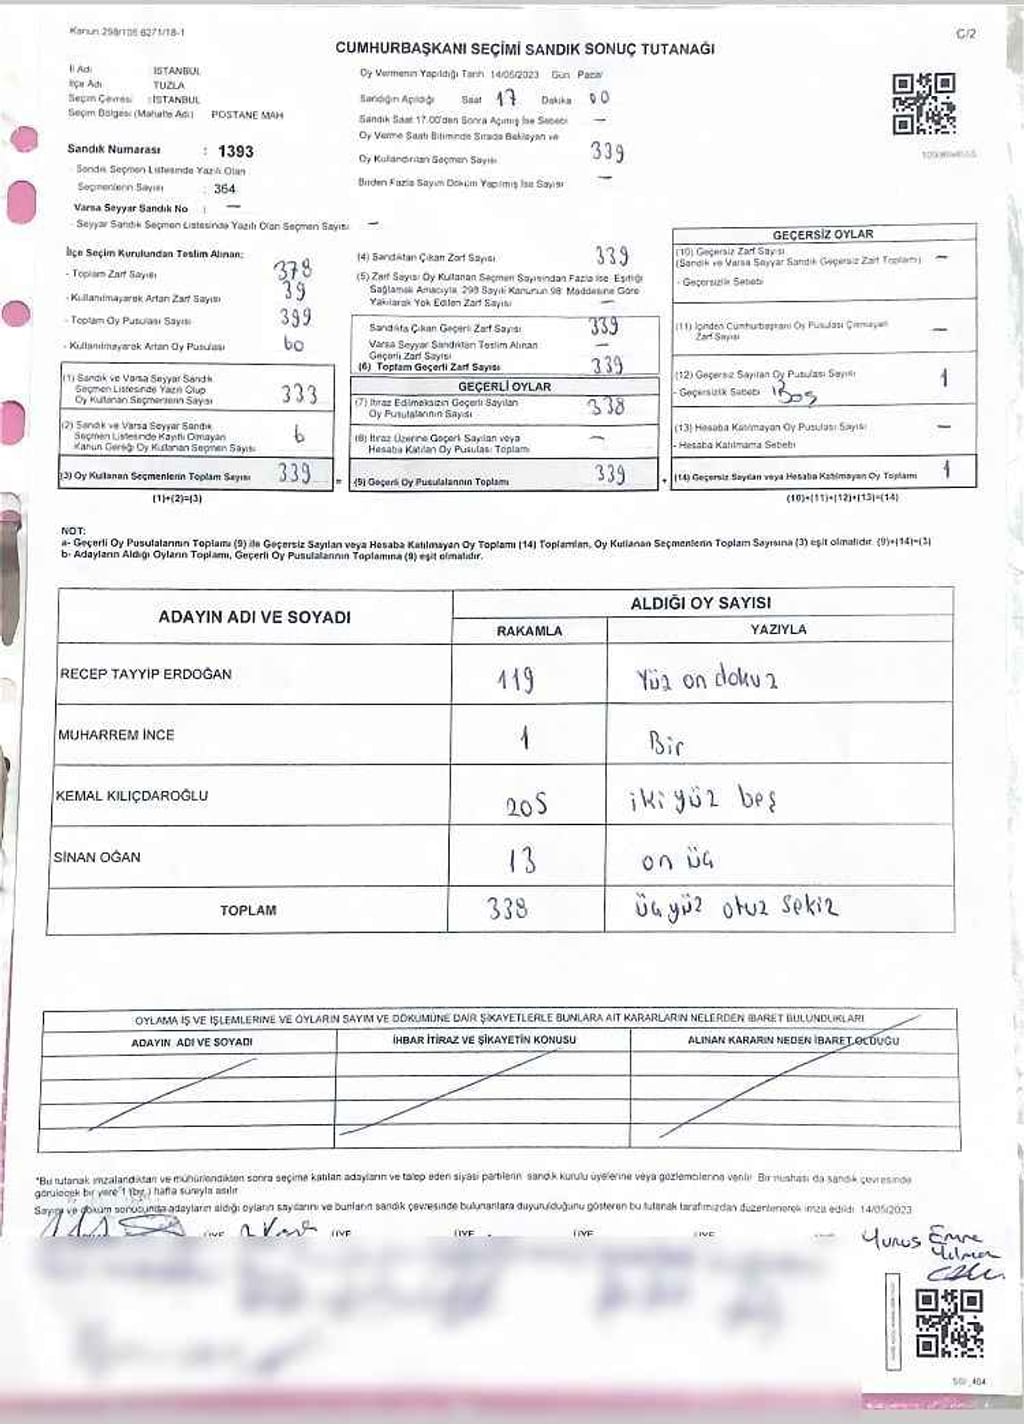 Kanun 298/105 6271/18-1
C/2
CUMHURBAŞKANI SEÇİMİ SANDIK SONUÇ TUTANAĞI
İl Adı İSTANBUL
İlçe Adı TUZLA
Seçim Çevresi : İSTANBUL
Seçim Bölgesi (Mahalle Adı) POSTANE MAH
Sandık Numarası : 1393
- Sandık Seçmen Listesinde Yazılı Olan
Seçmenlerin Sayısı : 364
Varsa Seyyar Sandık No : —
- Seyyar Sandık Seçmen Listesinde Yazılı Olan Seçmen Sayısı —
Oy Vermenin Yapıldığı Tarih 14/05/2023 Gün Pazar
Sandığın Açıldığı Saat 17 Dakika 00
Sandık Saat 17.00'den Sonra Açılmış İse Sebebi —
Oy Verme Saati Bitiminde Sırada Bekleyen ve
Oy Kullandırılan Seçmen Sayısı 339
Birden Fazla Sayım Döküm Yapılmış İse Sayısı —
İlçe Seçim Kurulundan Teslim Alınan:
- Toplam Zarf Sayısı 378
- Kullanılmayarak Artan Zarf Sayısı 39
- Toplam Oy Pusulası Sayısı 399
- Kullanılmayarak Artan Oy Pusulası 60
(1) Sandık ve Varsa Seyyar Sandık
Seçmen Listesinde Yazılı Olup
Oy Kullanan Seçmenlerin Sayısı 333
(2) Sandık ve Varsa Seyyar Sandık
Seçmen Listesinde Kayıtlı Olmayan
Kanun Gereği Oy Kullanan Seçmen Sayısı 6
(3) Oy Kullanan Seçmenlerin Toplam Sayısı 339 =
(1)+(2)=(3)
(4) Sandıktan Çıkan Zarf Sayısı 339
(5) Zarf Sayısı Oy Kullanan Seçmen Sayısından Fazla ise, Eşitliği
Sağlamak Amacıyla, 298 Sayılı Kanunun 98. Maddesine Göre
Yakılarak Yok Edilen Zarf Sayısı —
Sandıkta Çıkan Geçerli Zarf Sayısı 339
Varsa Seyyar Sandıktan Teslim Alınan
Geçerli Zarf Sayısı —
(6) Toplam Geçerli Zarf Sayısı 339
GEÇERLİ OYLAR
(7) İtiraz Edilmeksizin Geçerli Sayılan
Oy Pusulalarının Sayısı 338
(8) İtiraz Üzerine Geçerli Sayılan veya
Hesaba Katılan Oy Pusulası Toplamı —
(9) Geçerli Oy Pusulalarının Toplamı 339 +
GEÇERSİZ OYLAR
(10) Geçersiz Zarf Sayısı
(Sandık ve Varsa Seyyar Sandık Geçersiz Zarf Toplamı) —
- Geçersizlik Sebebi
(11) İçinden Cumhurbaşkanı Oy Pusulası Çıkmayan
Zarf Sayısı —
(12) Geçersiz Sayılan Oy Pusulası Sayısı 1
- Geçersizlik Sebebi Boş
(13) Hesaba Katılmayan Oy Pusulası Sayısı —
- Hesaba Katılmama Sebebi
(14) Geçersiz Sayılan veya Hesaba Katılmayan Oy Toplamı 1
(10)+(11)+(12)+(13)=(14)
NOT:
a- Geçerli Oy Pusulalarının Toplamı (9) ile Geçersiz Sayılan veya Hesaba Katılmayan Oy Toplamı (14) Toplamları, Oy Kullanan Seçmenlerin Toplam Sayısına (3) eşit olmalıdır. (9)+(14)=(3)
b- Adayların Aldığı Oyların Toplamı, Geçerli Oy Pusulalarının Toplamına (9) eşit olmalıdır.
ADAYIN ADI VE SOYADI
ALDIĞI OY SAYISI
RAKAMLA YAZIYLA
RECEP TAYYİP ERDOĞAN 119 Yüz on dokuz
MUHARREM İNCE 1 Bir
KEMAL KILIÇDAROĞLU 205 iki yüz beş
SİNAN OĞAN 13 on üç
TOPLAM 338 üç yüz otuz sekiz
OYLAMA İŞ VE İŞLEMLERİNE VE OYLARIN SAYIM VE DÖKÜMÜNE DAİR ŞİKAYETLERLE BUNLARA AİT KARARLARIN NELERDEN İBARET BULUNDUKLARI
ADAYIN ADI VE SOYADI İHBAR İTİRAZ VE ŞİKAYETİN KONUSU ALINAN KARARIN NEDEN İBARET OLDUĞU
*Bu tutanak imzalandıktan ve mühürlendikten sonra seçime katılan adayların ve talep eden siyasi partilerin sandık kurulu üyelerine veya gözlemcilerine verilir. Bir nüshası da sandık çevresinde
görülecek bir yere 1 (bir) hafta süreyle asılır.
Sayım ve döküm sonucunda adayların aldığı oyların sayılarını ve bunların sandık çevresinde bulunanlara duyurulduğunu gösteren bu tutanak tarafımızdan düzenlenerek imza edildi. 14/05/2023
ÜYE ÜYE ÜYE ÜYE ÜYE
Yunus Emre
Yılmaz